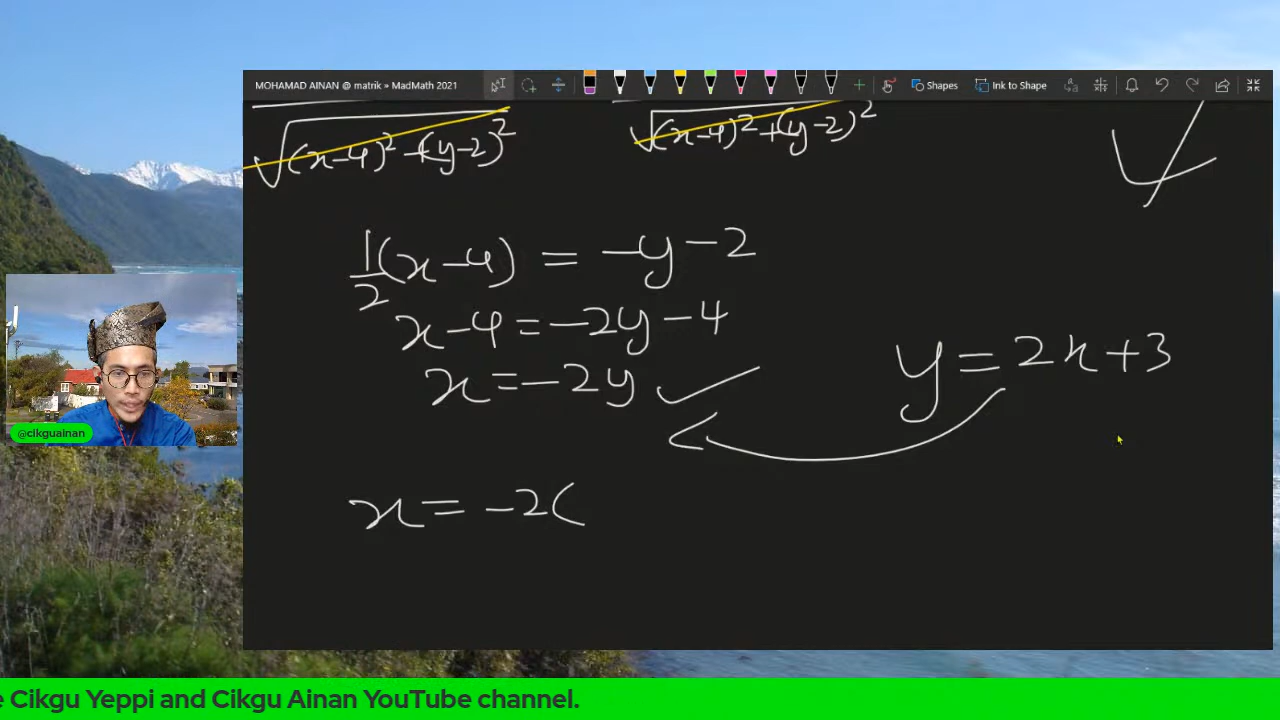 MOHAMAD AINAN @ matrik » MadMath 2021
Shapes
Ink to Shape
√(x-4)²+(y-2)²
√(x-4)²+(y-2)²
1/2(x-4) = -y-2
x-4=-2y-4
x=-2y
y=2x+3
x=-2(
@cikguainan
e Cikgu Yeppi and Cikgu Ainan YouTube channel.